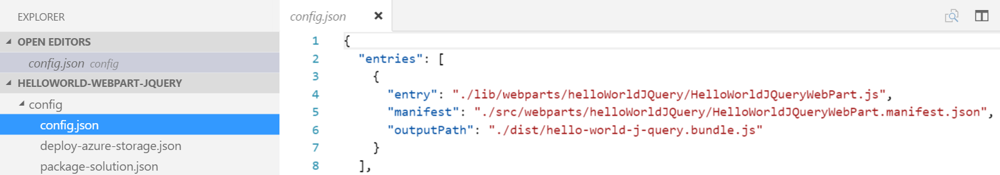 EXPLORER
OPEN EDITORS
config.json config
HELLOWORLD-WEBPART-JQUERY
config
config.json
deploy-azure-storage.json
package-solution.json
config.json
1 {
2 "entries": [
3 {
4 "entry": "./lib/webparts/helloWorldJQuery/HelloWorldJQueryWebPart.js",
5 "manifest": "./src/webparts/helloWorldJQuery/HelloWorldJQueryWebPart.manifest.json",
6 "outputPath": "./dist/hello-world-j-query.bundle.js"
7 }
8 ],